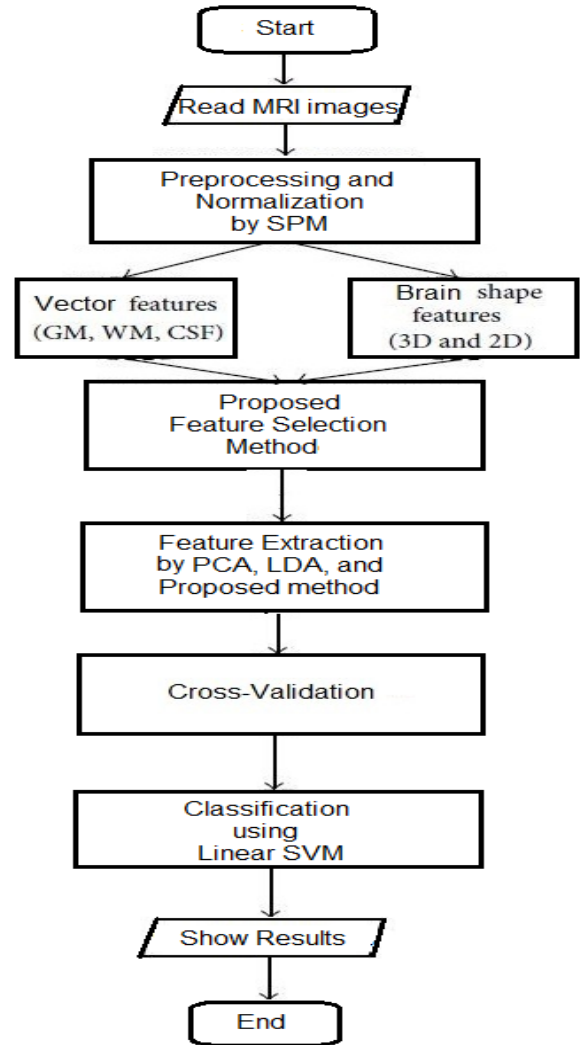 Start
Read MRI images
Preprocessing and
Normalization
by SPM
Vector features
(GM, WM, CSF)
Brain shape
features
(3D and 2D)
Proposed
Feature Selection
Method
Feature Extraction
by PCA, LDA, and
Proposed method
Cross-Validation
Classification
using
Linear SVM
Show Results
End